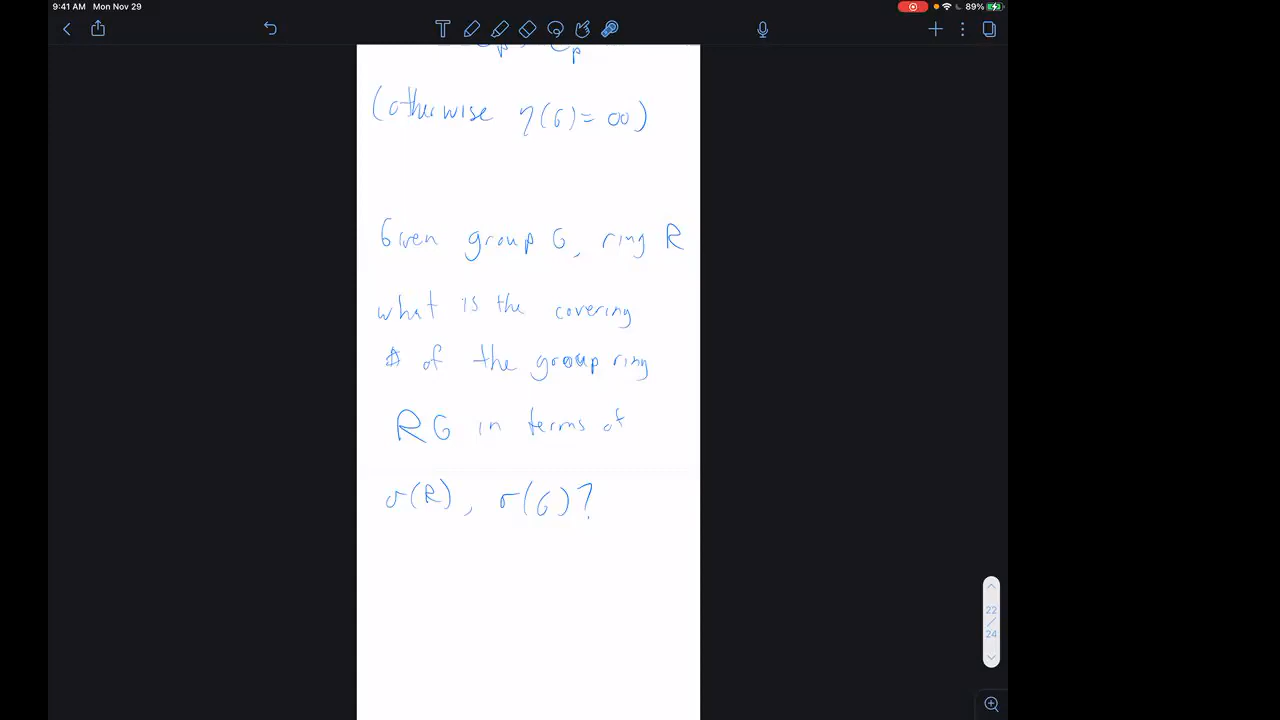 9:41 AM Mon Nov 29
89%
T
(otherwise η(G) = ∞)
Given group G, ring R
what is the covering
# of the group ring
RG in terms of
σ(R), σ(G)?
22
/
24